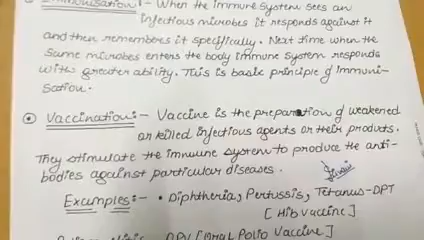 Immunisation :- When the immune system sees an
infectious microbes it responds against it
and then remembers it specifically. Next time when the
same microbes enters the body immune system responds
with greater ability. This is basic principle of immuni-
sation.
Vaccination :- Vaccine is the preparation of weakened
or killed infectious agents or their products.
They stimulate the immune system to produce the anti-
bodies against particular diseases.
Examples :- • Diphtheria, Pertussis, Tetanus - DPT
[Hib vaccine]
OPV [Oral Polio Vaccine]